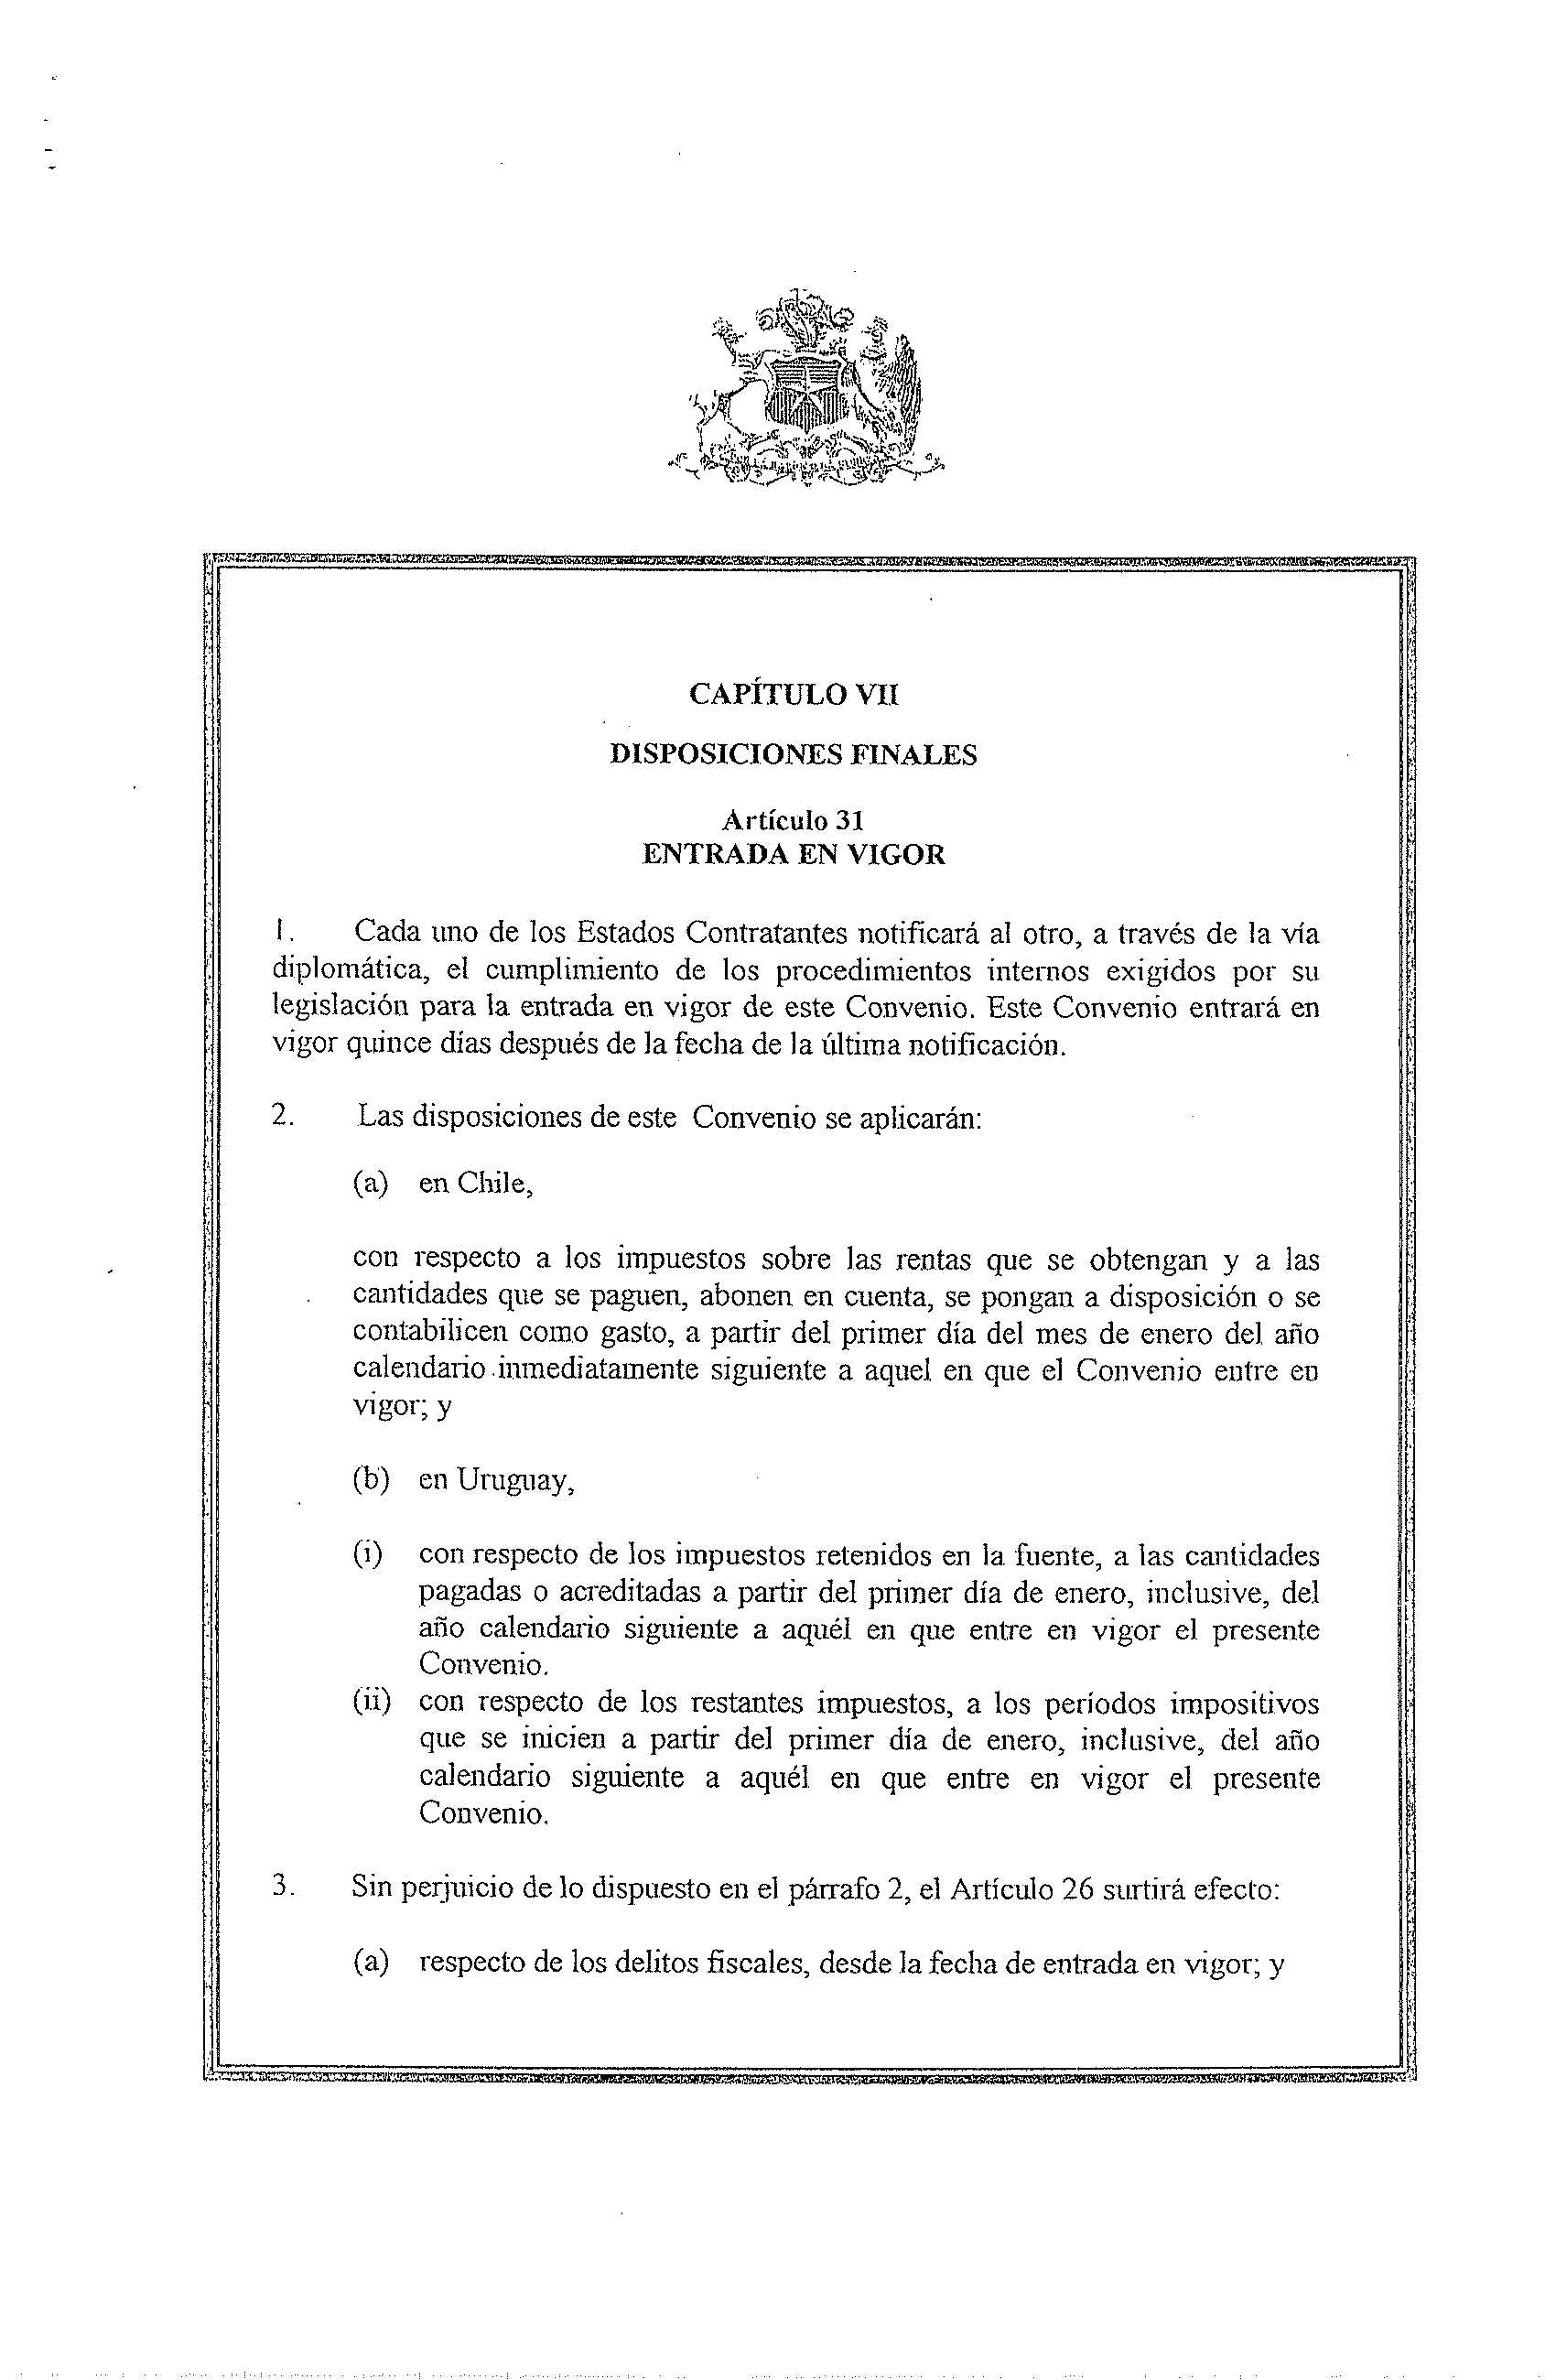 CAPÍTULO VII
DISPOSICIONES FINALES
Artículo 31
ENTRADA EN VIGOR
1. Cada uno de los Estados Contratantes notificará al otro, a través de la vía
diplomática, el cumplimiento de los procedimientos internos exigidos por su
legislación para la entrada en vigor de este Convenio. Este Convenio entrará en
vigor quince días después de la fecha de la última notificación.
2. Las disposiciones de este Convenio se aplicarán:
(a) en Chile,
con respecto a los impuestos sobre las rentas que se obtengan y a las
cantidades que se paguen, abonen en cuenta, se pongan a disposición o se
contabilicen como gasto, a partir del primer día del mes de enero del año
calendario inmediatamente siguiente a aquel en que el Convenio entre en
vigor; y
(b) en Uruguay,
(i) con respecto de los impuestos retenidos en la fuente, a las cantidades
pagadas o acreditadas a partir del primer día de enero, inclusive, del
año calendario siguiente a aquél en que entre en vigor el presente
Convenio.
(ii) con respecto de los restantes impuestos, a los períodos impositivos
que se inicien a partir del primer día de enero, inclusive, del año
calendario siguiente a aquél en que entre en vigor el presente
Convenio.
3. Sin perjuicio de lo dispuesto en el párrafo 2, el Artículo 26 surtirá efecto:
(a) respecto de los delitos fiscales, desde la fecha de entrada en vigor; y